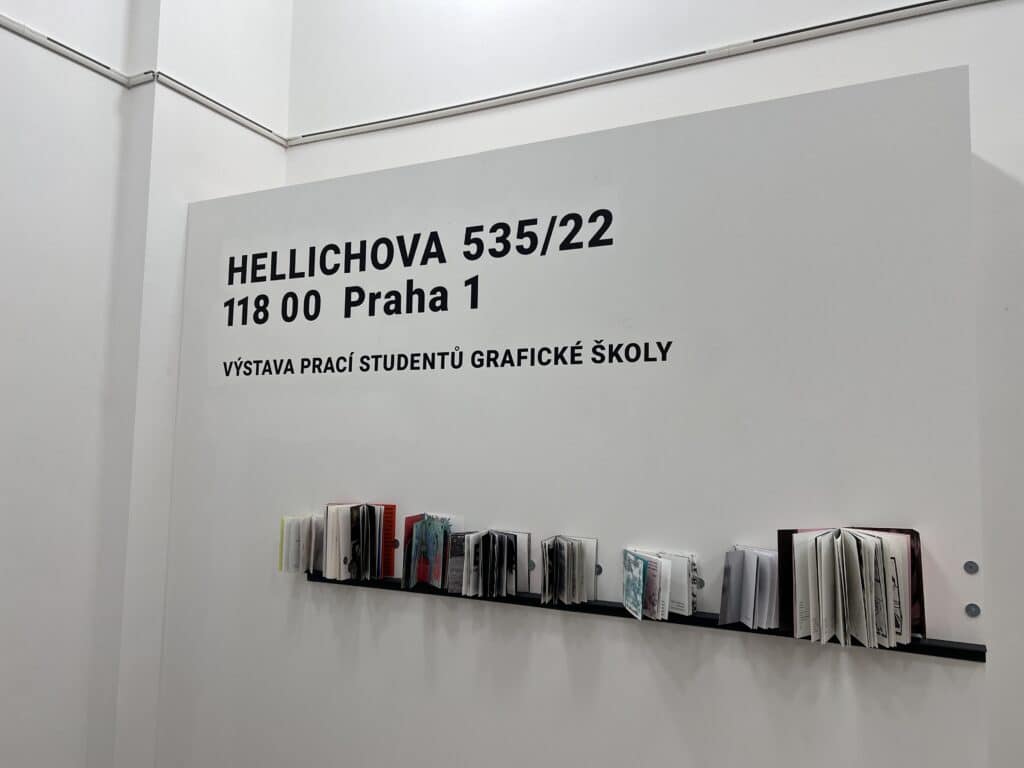 HELLICHOVA 535/22
118 00 Praha 1
VÝSTAVA PRACÍ STUDENTŮ GRAFICKÉ ŠKOLY